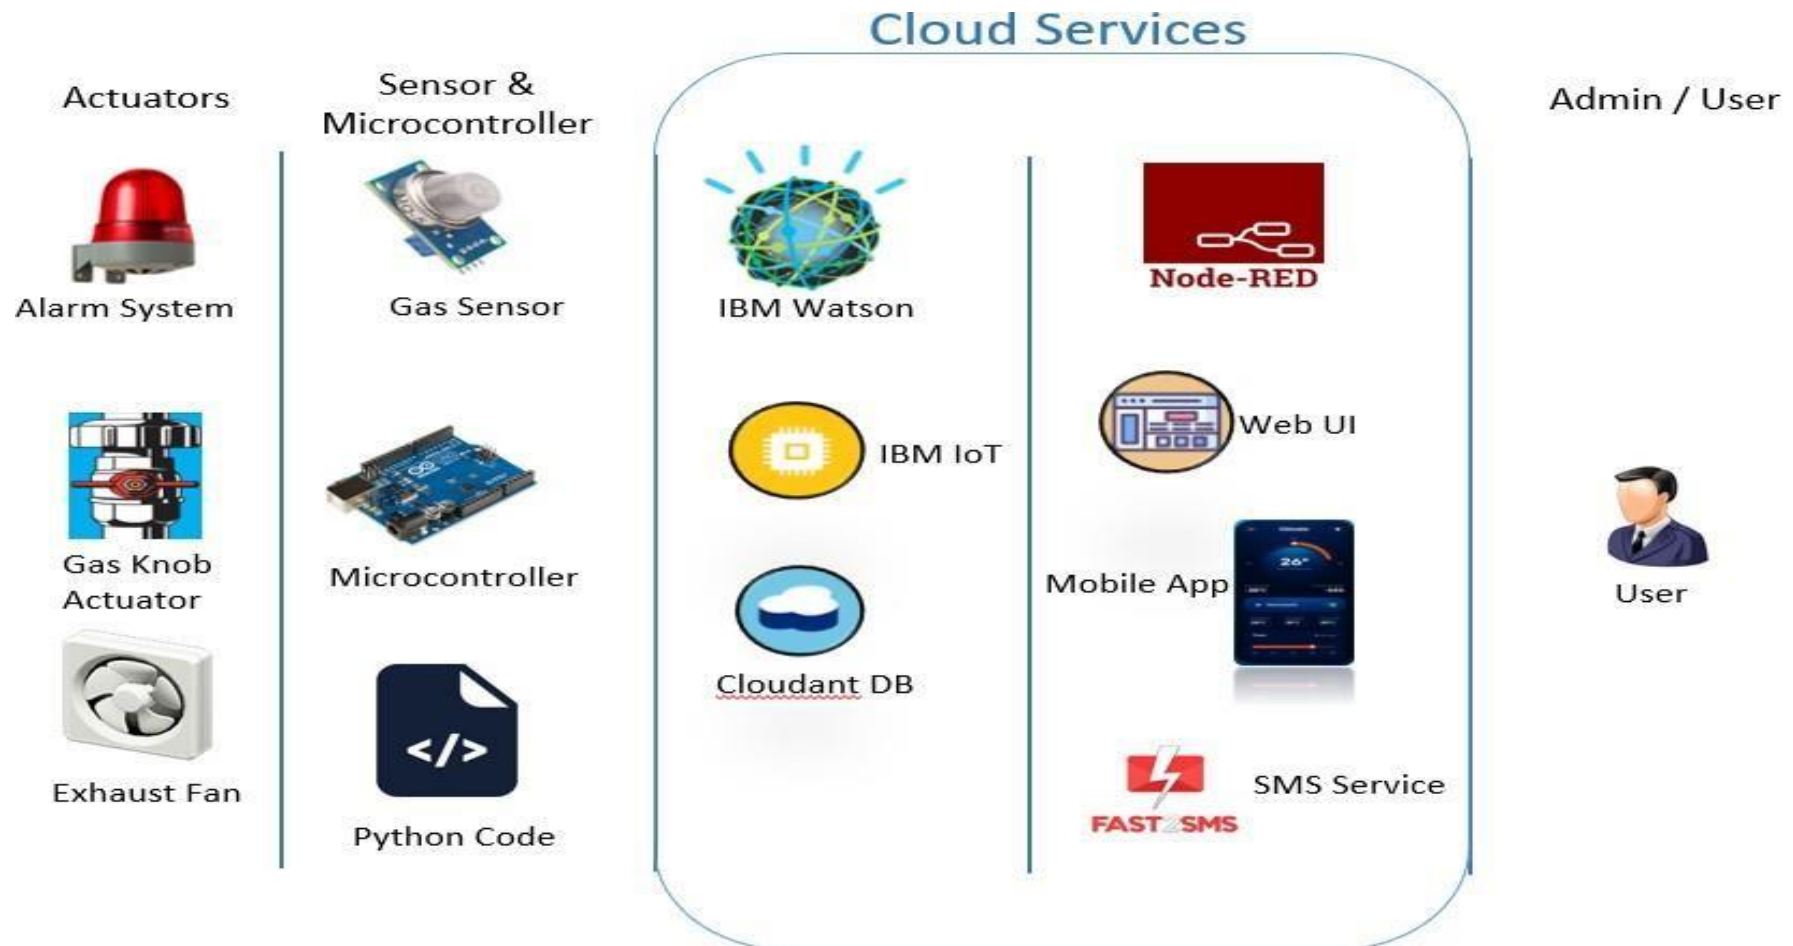 Cloud Services
Actuators
Sensor &
Microcontroller
Admin / User
Alarm System
Gas Sensor
IBM Watson
Node-RED
Gas Knob
Actuator
Microcontroller
IBM IoT
Web UI
Mobile App
26°
User
Cloudant DB
Exhaust Fan
</>
Python Code
FAST2SMS
SMS Service